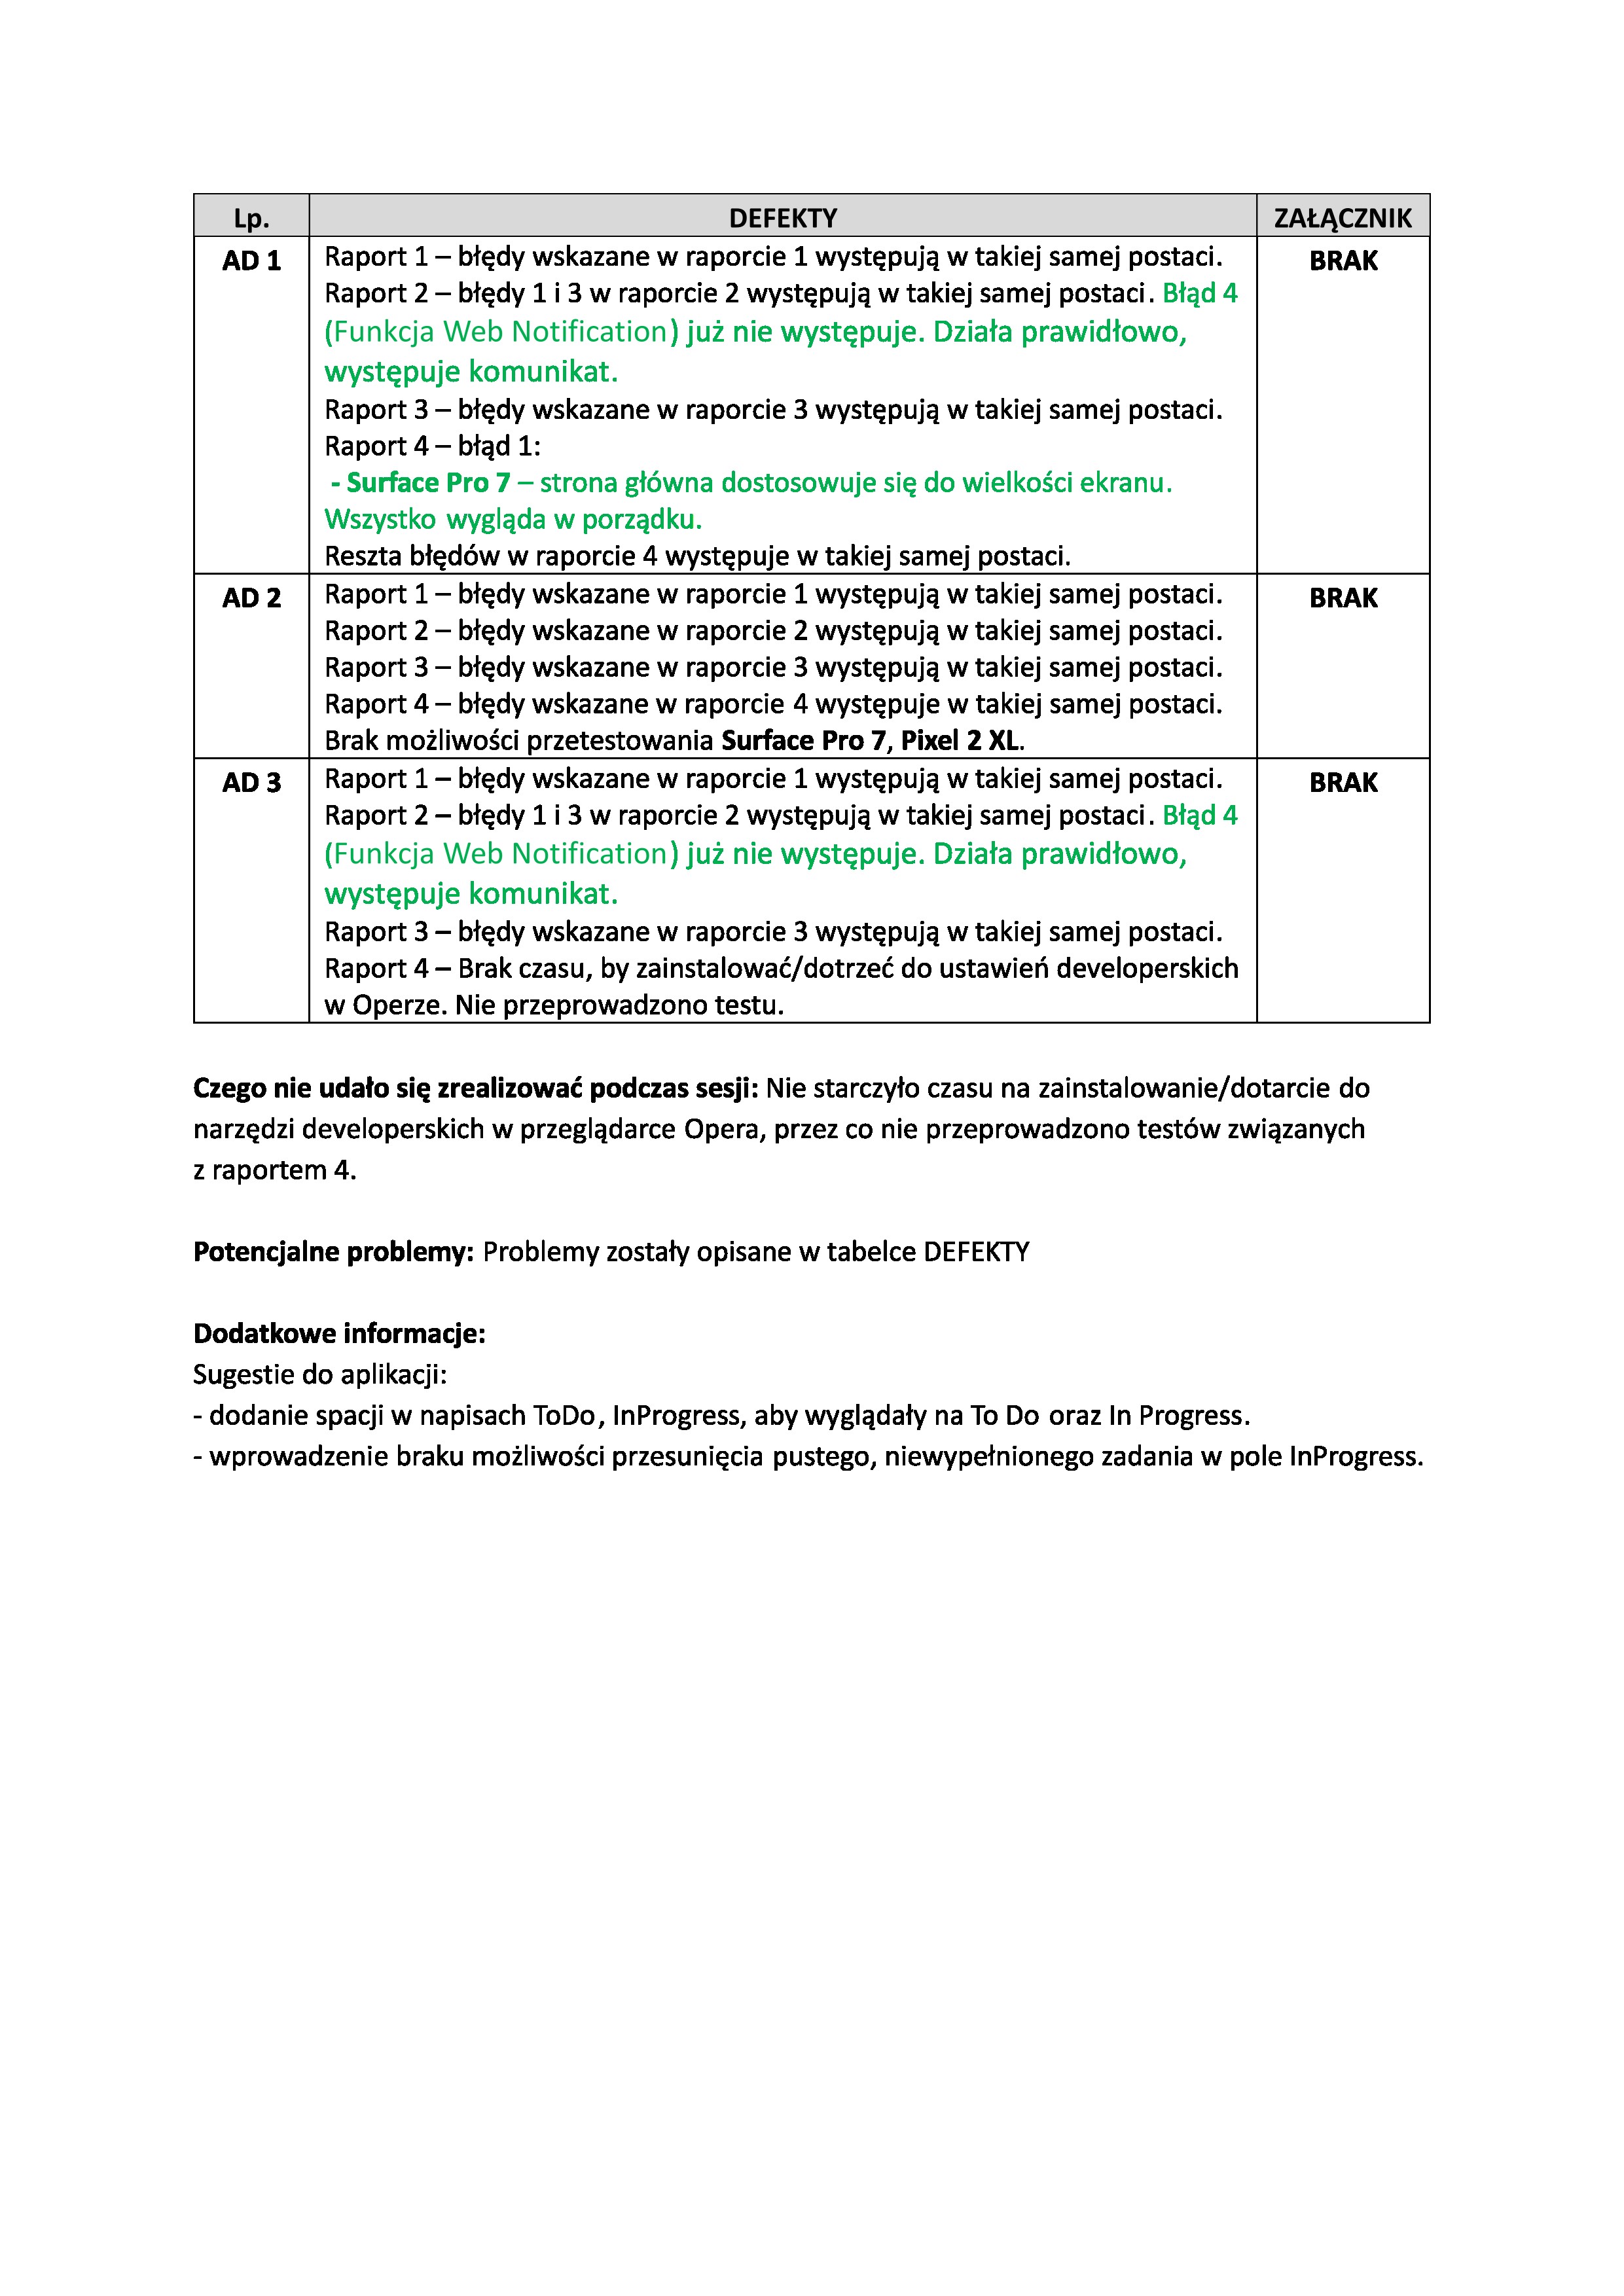 Lp. DEFEKTY ZAŁĄCZNIK
AD 1 Raport 1 – błędy wskazane w raporcie 1 występują w takiej samej postaci. BRAK
Raport 2 – błędy 1 i 3 w raporcie 2 występują w takiej samej postaci. Błąd 4
(Funkcja Web Notification) już nie występuje. Działa prawidłowo,
występuje komunikat.
Raport 3 – błędy wskazane w raporcie 3 występują w takiej samej postaci.
Raport 4 – błąd 1:
- Surface Pro 7 – strona główna dostosowuje się do wielkości ekranu.
Wszystko wygląda w porządku.
Reszta błędów w raporcie 4 występuje w takiej samej postaci.
AD 2 Raport 1 – błędy wskazane w raporcie 1 występują w takiej samej postaci. BRAK
Raport 2 – błędy wskazane w raporcie 2 występują w takiej samej postaci.
Raport 3 – błędy wskazane w raporcie 3 występują w takiej samej postaci.
Raport 4 – błędy wskazane w raporcie 4 występuje w takiej samej postaci.
Brak możliwości przetestowania Surface Pro 7, Pixel 2 XL.
AD 3 Raport 1 – błędy wskazane w raporcie 1 występują w takiej samej postaci. BRAK
Raport 2 – błędy 1 i 3 w raporcie 2 występują w takiej samej postaci. Błąd 4
(Funkcja Web Notification) już nie występuje. Działa prawidłowo,
występuje komunikat.
Raport 3 – błędy wskazane w raporcie 3 występują w takiej samej postaci.
Raport 4 – Brak czasu, by zainstalować/dotrzeć do ustawień developerskich
w Operze. Nie przeprowadzono testu.
Czego nie udało się zrealizować podczas sesji: Nie starczyło czasu na zainstalowanie/dotarcie do
narzędzi developerskich w przeglądarce Opera, przez co nie przeprowadzono testów związanych
z raportem 4.
Potencjalne problemy: Problemy zostały opisane w tabelce DEFEKTY
Dodatkowe informacje:
Sugestie do aplikacji:
- dodanie spacji w napisach ToDo, InProgress, aby wyglądały na To Do oraz In Progress.
- wprowadzenie braku możliwości przesunięcia pustego, niewypełnionego zadania w pole InProgress.